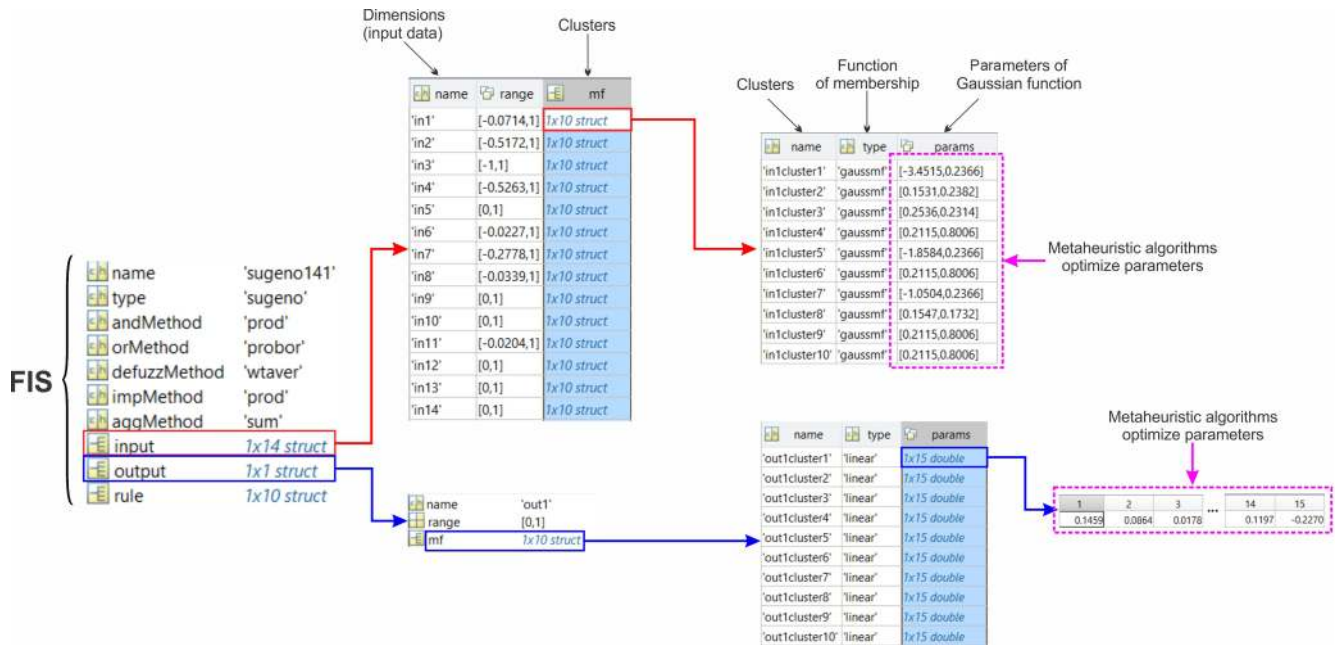 Dimensions
(input data)
Clusters
name range mf
'in1' [-0.0714,1] 1x10 struct
'in2' [-0.5172,1] 1x10 struct
'in3' [-1,1] 1x10 struct
'in4' [-0.5263,1] 1x10 struct
'in5' [0,1] 1x10 struct
'in6' [-0.0227,1] 1x10 struct
'in7' [-0.2778,1] 1x10 struct
'in8' [-0.0339,1] 1x10 struct
'in9' [0,1] 1x10 struct
'in10' [0,1] 1x10 struct
'in11' [-0.0204,1] 1x10 struct
'in12' [0,1] 1x10 struct
'in13' [0,1] 1x10 struct
'in14' [0,1] 1x10 struct
Clusters
Function
of membership
Parameters of
Gaussian function
name type params
'in1cluster1' 'gaussmf' [-3.4515,0.2366]
'in1cluster2' 'gaussmf' [0.1531,0.2382]
'in1cluster3' 'gaussmf' [0.2536,0.2314]
'in1cluster4' 'gaussmf' [0.2115,0.8006]
'in1cluster5' 'gaussmf' [-1.8584,0.2366]
'in1cluster6' 'gaussmf' [0.2115,0.8006]
'in1cluster7' 'gaussmf' [-1.0504,0.2366]
'in1cluster8' 'gaussmf' [0.1547,0.1732]
'in1cluster9' 'gaussmf' [0.2115,0.8006]
'in1cluster10' 'gaussmf' [0.2115,0.8006]
Metaheuristic algorithms
optimize parameters
FIS
name 'sugeno141'
type 'sugeno'
andMethod 'prod'
orMethod 'probor'
defuzzMethod 'wtaver'
impMethod 'prod'
aggMethod 'sum'
input 1x14 struct
output 1x1 struct
rule 1x10 struct
name 'out1'
range [0,1]
mf 1x10 struct
name type params
'out1cluster1' 'linear' 1x15 double
'out1cluster2' 'linear' 1x15 double
'out1cluster3' 'linear' 1x15 double
'out1cluster4' 'linear' 1x15 double
'out1cluster5' 'linear' 1x15 double
'out1cluster6' 'linear' 1x15 double
'out1cluster7' 'linear' 1x15 double
'out1cluster8' 'linear' 1x15 double
'out1cluster9' 'linear' 1x15 double
'out1cluster10' 'linear' 1x15 double
Metaheuristic algorithms
optimize parameters
1 2 3 ... 14 15
0.1459 0.0864 0.0178 0.1197 -0.2270